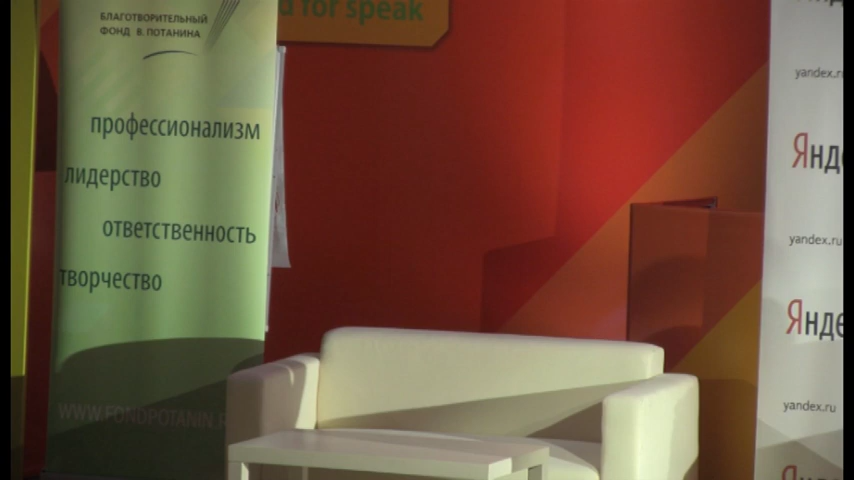 БЛАГОТВОРИТЕЛЬНЫЙ
ФОНД В. ПОТАНИНА
профессионализм
лидерство
ответственность
творчество
WWW.FONDPOTANIN.R
d for speak
yandex.ru
Янде
yandex.ru
Янде
yandex.ru